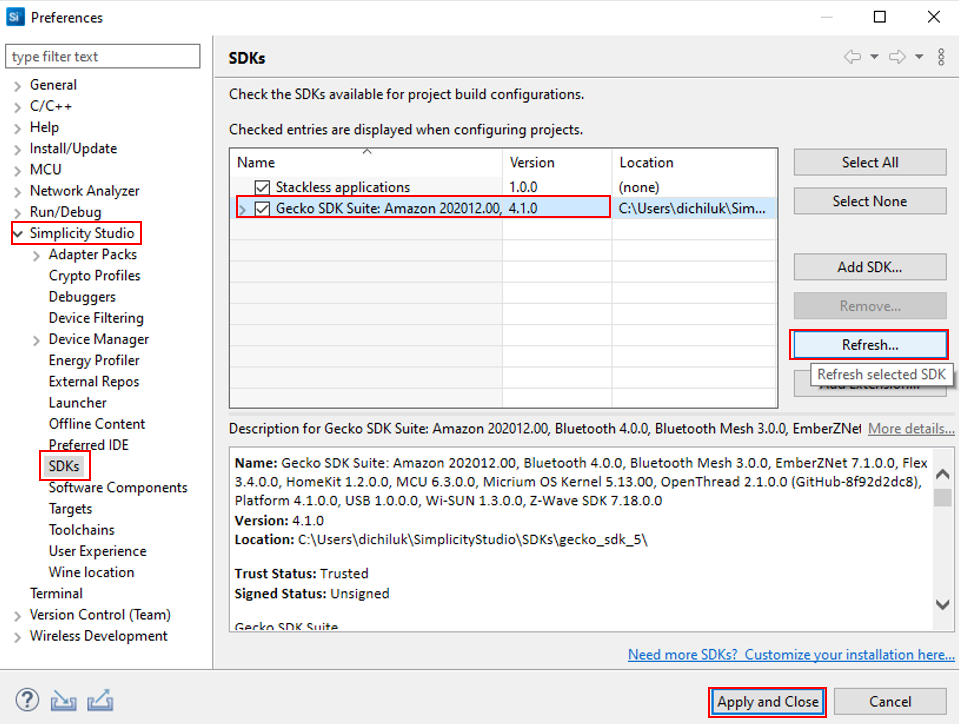 Si Preferences
type filter text
General
C/C++
Help
Install/Update
MCU
Network Analyzer
Run/Debug
Simplicity Studio
Adapter Packs
Crypto Profiles
Debuggers
Device Filtering
Device Manager
Energy Profiler
External Repos
Launcher
Offline Content
Preferred IDE
SDKs
Software Components
Targets
Toolchains
User Experience
Wine location
Terminal
Version Control (Team)
Wireless Development
SDKs
Check the SDKs available for project build configurations.
Checked entries are displayed when configuring projects.
Name Version Location
Stackless applications 1.0.0 (none)
Gecko SDK Suite: Amazon 202012.00, 4.1.0 C:\Users\dichiluk\Sim...
Select All
Select None
Add SDK...
Remove...
Refresh...
Refresh selected SDK
Description for Gecko SDK Suite: Amazon 202012.00, Bluetooth 4.0.0, Bluetooth Mesh 3.0.0, EmberZNet More details...
Name: Gecko SDK Suite: Amazon 202012.00, Bluetooth 4.0.0, Bluetooth Mesh 3.0.0, EmberZNet 7.1.0.0, Flex
3.4.0.0, HomeKit 1.2.0.0, MCU 6.3.0.0, Micrium OS Kernel 5.13.00, OpenThread 2.1.0.0 (GitHub-8f92d2dc8),
Platform 4.1.0.0, USB 1.0.0.0, Wi-SUN 1.3.0.0, Z-Wave SDK 7.18.0.0
Version: 4.1.0
Location: C:\Users\dichiluk\SimplicityStudio\SDKs\gecko_sdk_5\
Trust Status: Trusted
Signed Status: Unsigned
Gecko SDK Suite
Need more SDKs? Customize your installation here...
Apply and Close
Cancel